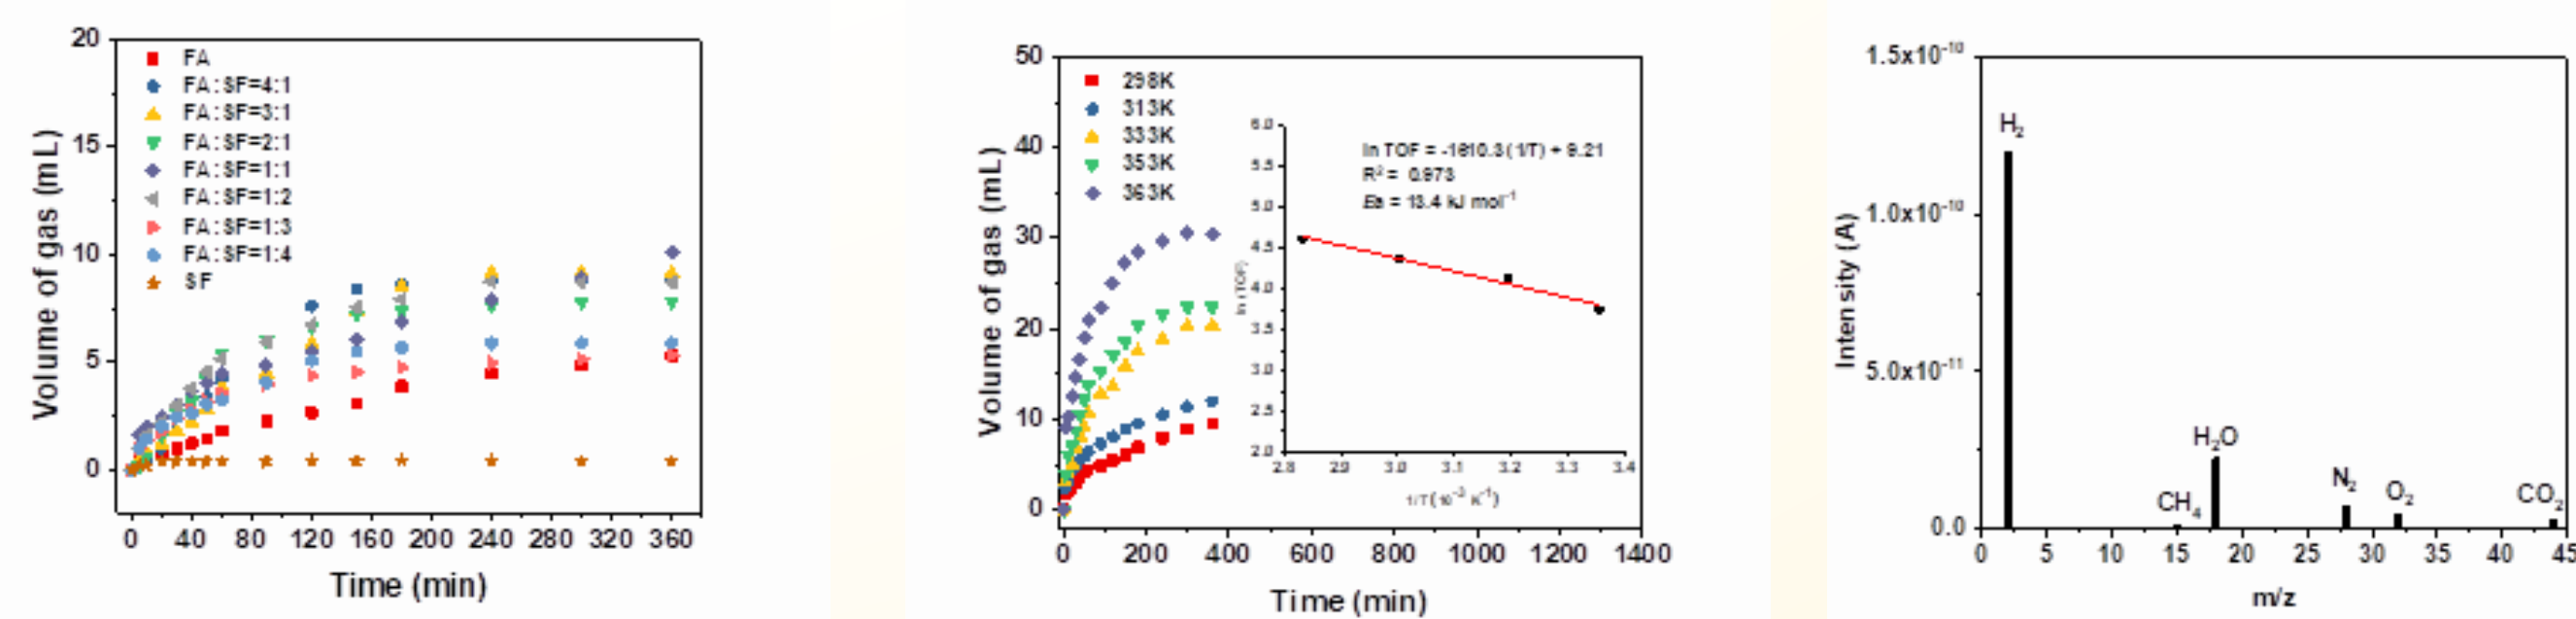 20
15
10
5
0
Volume of gas (mL)
FA
FA:SF=4:1
FA:SF=3:1
FA:SF=2:1
FA:SF=1:1
FA:SF=1:2
FA:SF=1:3
FA:SF=1:4
SF
0 40 80 120 160 200 240 280 320 360
Time (min)
50
40
30
20
10
0
Volume of gas (mL)
298K
313K
333K
353K
363K
6.0
5.5
5.0
4.5
4.0
3.5
3.0
2.5
2.0
ln (TOF)
ln TOF = -1610.3 (1/T) + 9.21
R² = 0.973
Ea = 13.4 kJ mol⁻¹
2.8 2.9 3.0 3.1 3.2 3.3 3.4
1/T (10⁻³ K⁻¹)
0 200 400 600 800 1000 1200 1400
Time (min)
1.5x10⁻¹⁰
1.0x10⁻¹⁰
5.0x10⁻¹¹
0.0
Intensity (A)
H₂
CH₄
H₂O
N₂
O₂
CO₂
0 5 10 15 20 25 30 35 40 45
m/z